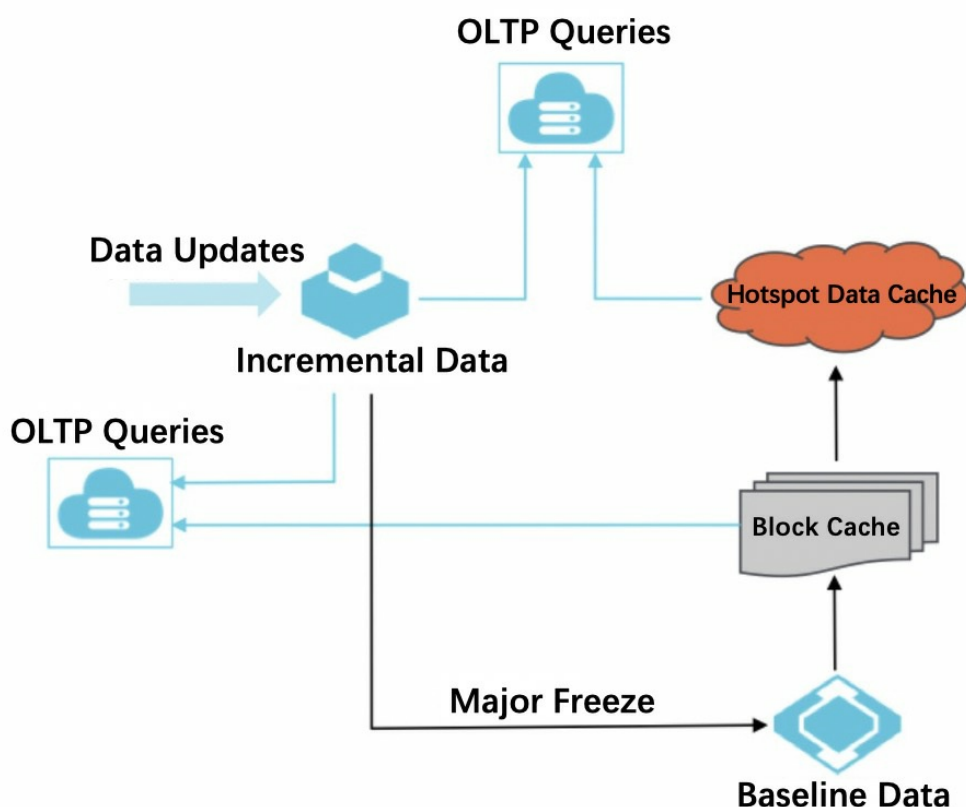 OLTP Queries
Data Updates
Hotspot Data Cache
Incremental Data
OLTP Queries
Block Cache
Major Freeze
Baseline Data